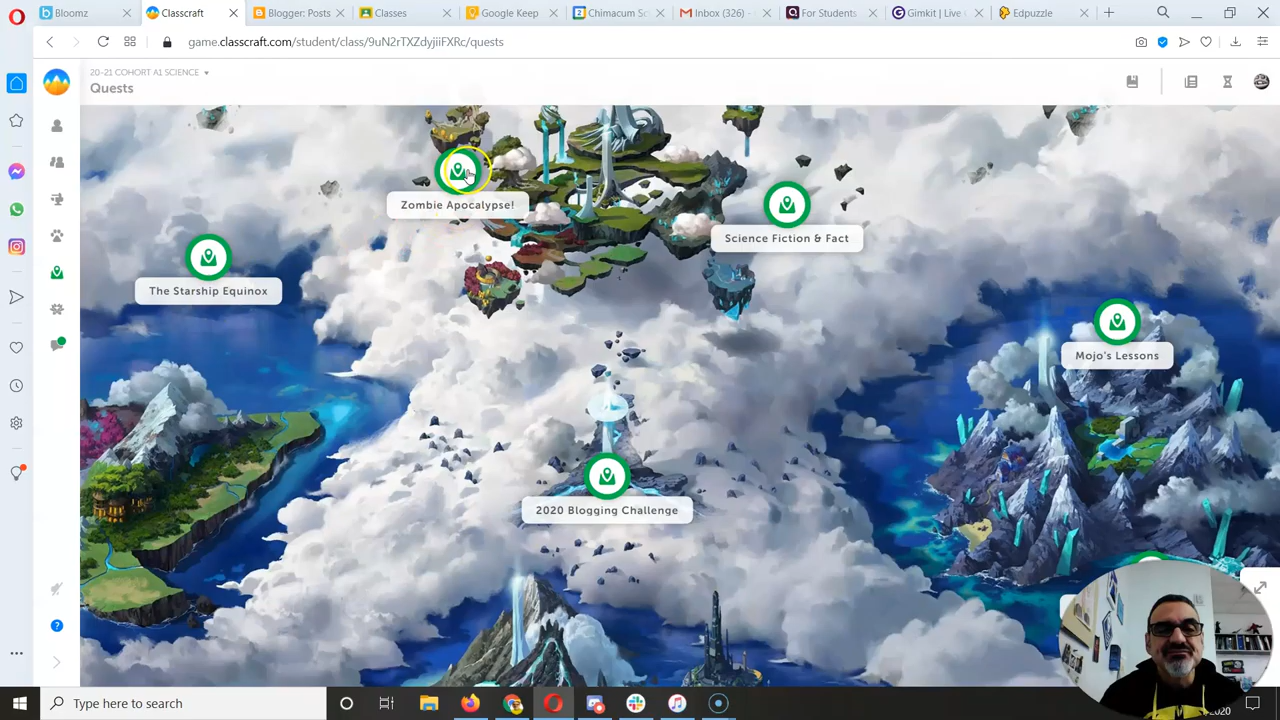 Bloomz
Classcraft
Blogger: Posts
Classes
Google Keep
Chimacum Sc
Inbox (326)
For Students
Gimkit | Live
Edpuzzle
game.classcraft.com/student/class/9uN2rTXZdyjiiFXRc/quests
20-21 COHORT A1 SCIENCE
Quests
Zombie Apocalypse!
Science Fiction & Fact
The Starship Equinox
Mojo's Lessons
2020 Blogging Challenge
Type here to search
2020